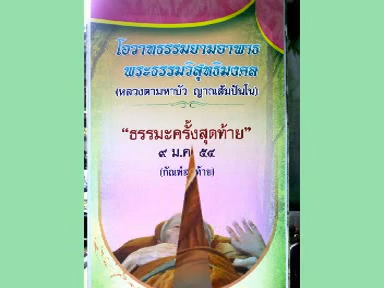 โอวาทธรรมยามอาพาธ
พระธรรมวิสุทธิมงคล
(หลวงตามหาบัว ญาณสัมปันโน)
“ธรรมะครั้งสุดท้าย”
๙ ม.ค ๕๔
(กัณฑ์ ท้าย)